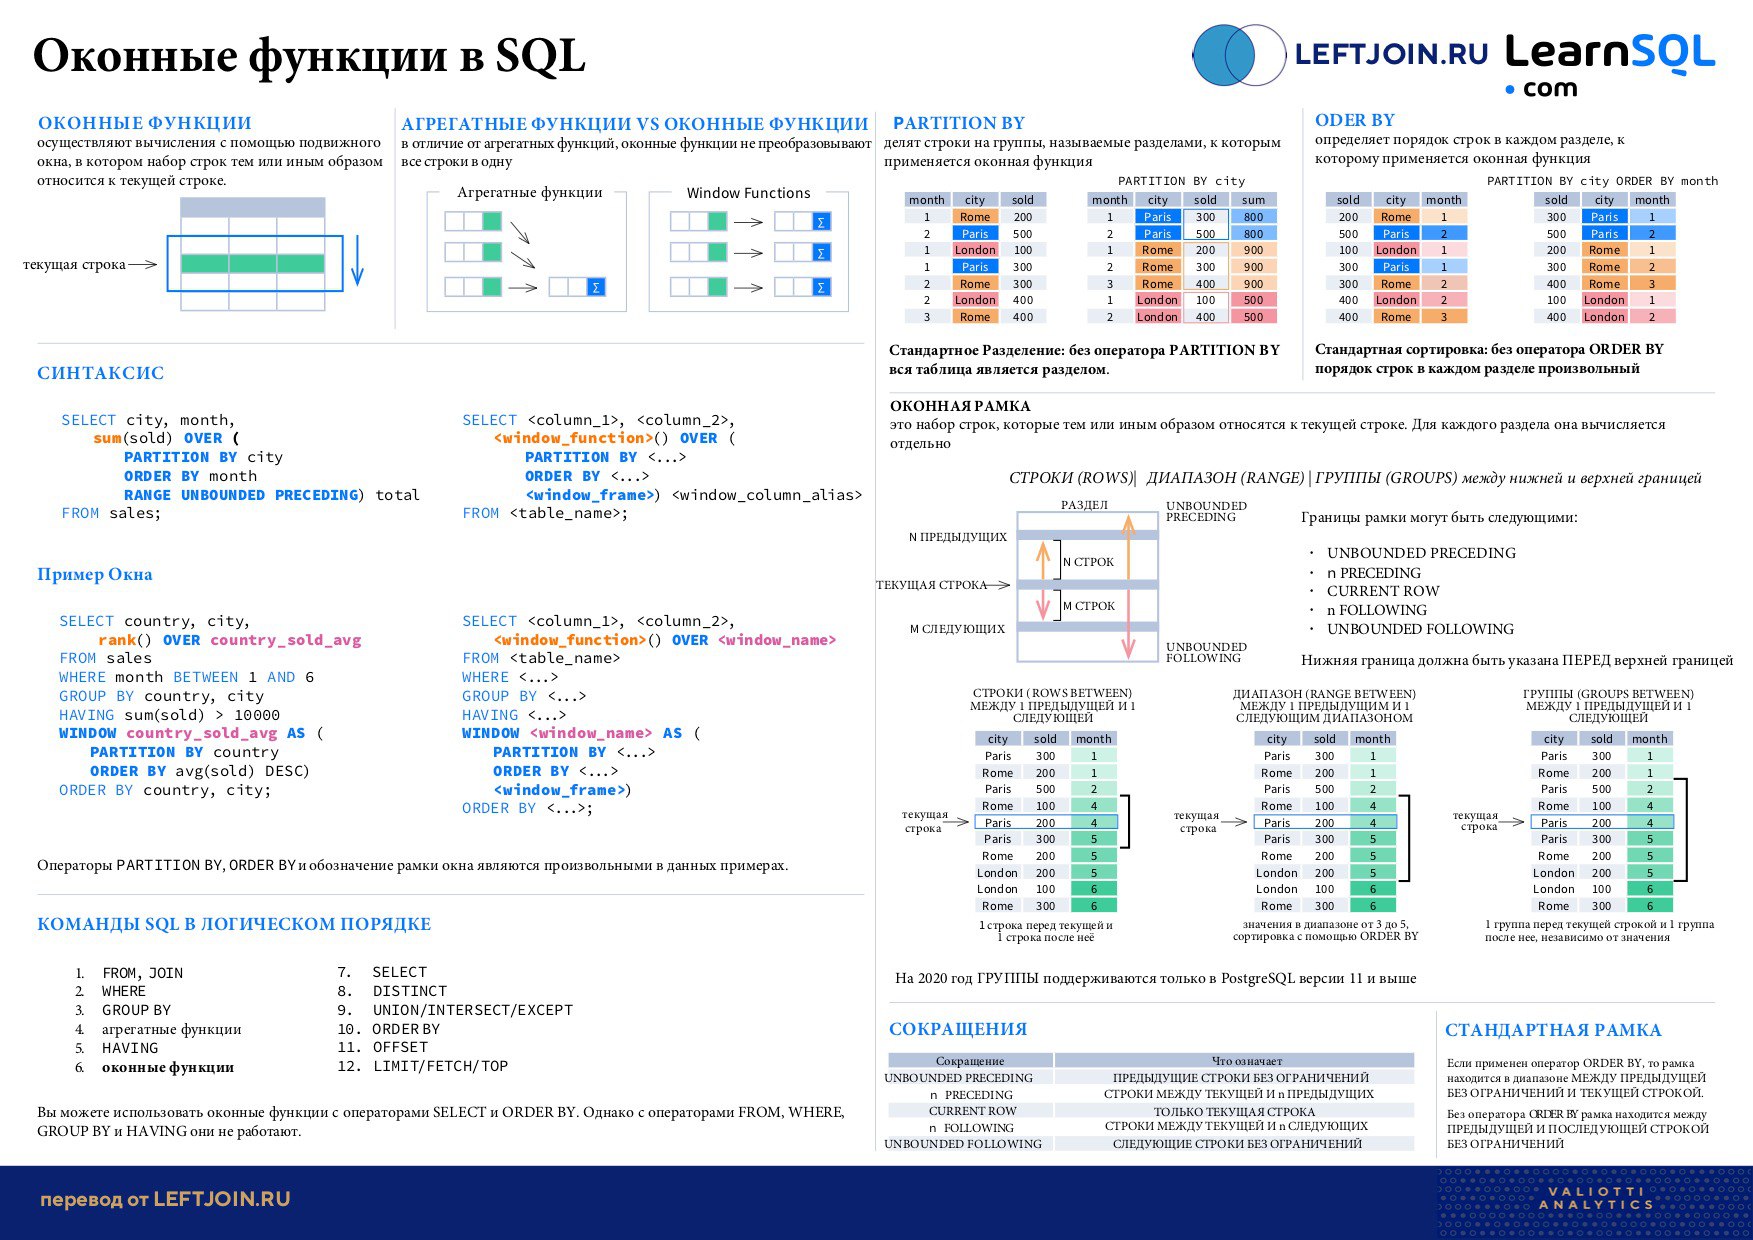 Оконные функции в SQL
LEFTJOIN.RU
LearnSQL
• com
ОКОННЫЕ ФУНКЦИИ
осуществляют вычисления с помощью подвижного
окна, в котором набор строк тем или иным образом
относится к текущей строке.
текущая строка
АГРЕГАТНЫЕ ФУНКЦИИ VS ОКОННЫЕ ФУНКЦИИ
в отличие от агрегатных функций, оконные функции не преобразовывают
все строки в одну
Агрегатные функции
Σ
Window Functions
Σ
Σ
Σ
СИНТАКСИС
SELECT city, month,
sum(sold) OVER (
PARTITION BY city
ORDER BY month
RANGE UNBOUNDED PRECEDING) total
FROM sales;
SELECT <column_1>, <column_2>,
<window_function>() OVER (
PARTITION BY <...>
ORDER BY <...>
<window_frame>) <window_column_alias>
FROM <table_name>;
Пример Окна
SELECT country, city,
rank() OVER country_sold_avg
FROM sales
WHERE month BETWEEN 1 AND 6
GROUP BY country, city
HAVING sum(sold) > 10000
WINDOW country_sold_avg AS (
PARTITION BY country
ORDER BY avg(sold) DESC)
ORDER BY country, city;
SELECT <column_1>, <column_2>,
<window_function>() OVER <window_name>
FROM <table_name>
WHERE <...>
GROUP BY <...>
HAVING <...>
WINDOW <window_name> AS (
PARTITION BY <...>
ORDER BY <...>
<window_frame>)
ORDER BY <...>;
Операторы PARTITION BY, ORDER BY и обозначение рамки окна являются произвольными в данных примерах.
КОМАНДЫ SQL В ЛОГИЧЕСКОМ ПОРЯДКЕ
1. FROM, JOIN
2. WHERE
3. GROUP BY
4. агрегатные функции
5. HAVING
6. оконные функции
7. SELECT
8. DISTINCT
9. UNION/INTERSECT/EXCEPT
10. ORDER BY
11. OFFSET
12. LIMIT/FETCH/TOP
Вы можете использовать оконные функции с операторами SELECT и ORDER BY. Однако с операторами FROM, WHERE,
GROUP BY и HAVING они не работают.
PARTITION BY
делят строки на группы, называемые разделами, к которым
применяется оконная функция
month city sold
1 Rome 200
2 Paris 500
1 London 100
1 Paris 300
2 Rome 300
2 London 400
3 Rome 400
PARTITION BY city
month city sold sum
1 Paris 300 800
2 Paris 500 800
1 Rome 200 900
2 Rome 300 900
3 Rome 400 900
1 London 100 500
2 London 400 500
Стандартное Разделение: без оператора PARTITION BY
вся таблица является разделом.
ODER BY
определяет порядок строк в каждом разделе, к
которому применяется оконная функция
sold city month
200 Rome 1
500 Paris 2
100 London 1
300 Paris 1
300 Rome 2
400 London 2
400 Rome 3
PARTITION BY city ORDER BY month
sold city month
300 Paris 1
500 Paris 2
200 Rome 1
300 Rome 2
400 Rome 3
100 London 1
400 London 2
Стандартная сортировка: без оператора ORDER BY
порядок строк в каждом разделе произвольный
ОКОННАЯ РАМКА
это набор строк, которые тем или иным образом относятся к текущей строке. Для каждого раздела она вычисляется
отдельно
СТРОКИ (ROWS)| ДИАПАЗОН (RANGE) | ГРУППЫ (GROUPS) между нижней и верхней границей
РАЗДЕЛ
UNBOUNDED
PRECEDING
N ПРЕДЫДУЩИХ
N СТРОК
ТЕКУЩАЯ СТРОКА
M СТРОК
M СЛЕДУЮЩИХ
UNBOUNDED
FOLLOWING
Границы рамки могут быть следующими:
· UNBOUNDED PRECEDING
· n PRECEDING
· CURRENT ROW
· n FOLLOWING
· UNBOUNDED FOLLOWING
Нижняя граница должна быть указана ПЕРЕД верхней границей
СТРОКИ (ROWS BETWEEN)
МЕЖДУ 1 ПРЕДЫДУЩЕЙ И 1
СЛЕДУЮЩЕЙ
city sold month
Paris 300 1
Rome 200 1
Paris 500 2
Rome 100 4
текущая
строка
Paris 200 4
Paris 300 5
Rome 200 5
London 200 5
London 100 6
Rome 300 6
1 строка перед текущей и
1 строка после неё
ДИАПАЗОН (RANGE BETWEEN)
МЕЖДУ 1 ПРЕДЫДУЩИМ И 1
СЛЕДУЮЩИМ ДИАПАЗОНОМ
city sold month
Paris 300 1
Rome 200 1
Paris 500 2
Rome 100 4
текущая
строка
Paris 200 4
Paris 300 5
Rome 200 5
London 200 5
London 100 6
Rome 300 6
значения в диапазоне от 3 до 5,
сортировка с помощью ORDER BY
ГРУППЫ (GROUPS BETWEEN)
МЕЖДУ 1 ПРЕДЫДУЩЕЙ И 1
СЛЕДУЮЩЕЙ
city sold month
Paris 300 1
Rome 200 1
Paris 500 2
Rome 100 4
текущая
строка
Paris 200 4
Paris 300 5
Rome 200 5
London 200 5
London 100 6
Rome 300 6
1 группа перед текущей строкой и 1 группа
после нее, независимо от значения
На 2020 год ГРУППЫ поддерживаются только в PostgreSQL версии 11 и выше
СОКРАЩЕНИЯ
Сокращение Что означает
UNBOUNDED PRECEDING ПРЕДЫДУЩИЕ СТРОКИ БЕЗ ОГРАНИЧЕНИЙ
n PRECEDING СТРОКИ МЕЖДУ ТЕКУЩЕЙ И n ПРЕДЫДУЩИХ
CURRENT ROW ТОЛЬКО ТЕКУЩАЯ СТРОКА
n FOLLOWING СТРОКИ МЕЖДУ ТЕКУЩЕЙ И n СЛЕДУЮЩИХ
UNBOUNDED FOLLOWING СЛЕДУЮЩИЕ СТРОКИ БЕЗ ОГРАНИЧЕНИЙ
СТАНДАРТНАЯ РАМКА
Если применен оператор ORDER BY, то рамка
находится в диапазоне МЕЖДУ ПРЕДЫДУЩЕЙ
БЕЗ ОГРАНИЧЕНИЙ И ТЕКУЩЕЙ СТРОКОЙ.
Без оператора ORDER BY рамка находится между
ПРЕДЫДУЩЕЙ И ПОСЛЕДУЮЩЕЙ СТРОКОЙ
БЕЗ ОГРАНИЧЕНИЙ
перевод от LEFTJOIN.RU
VALIOTTI
ANALYTICS